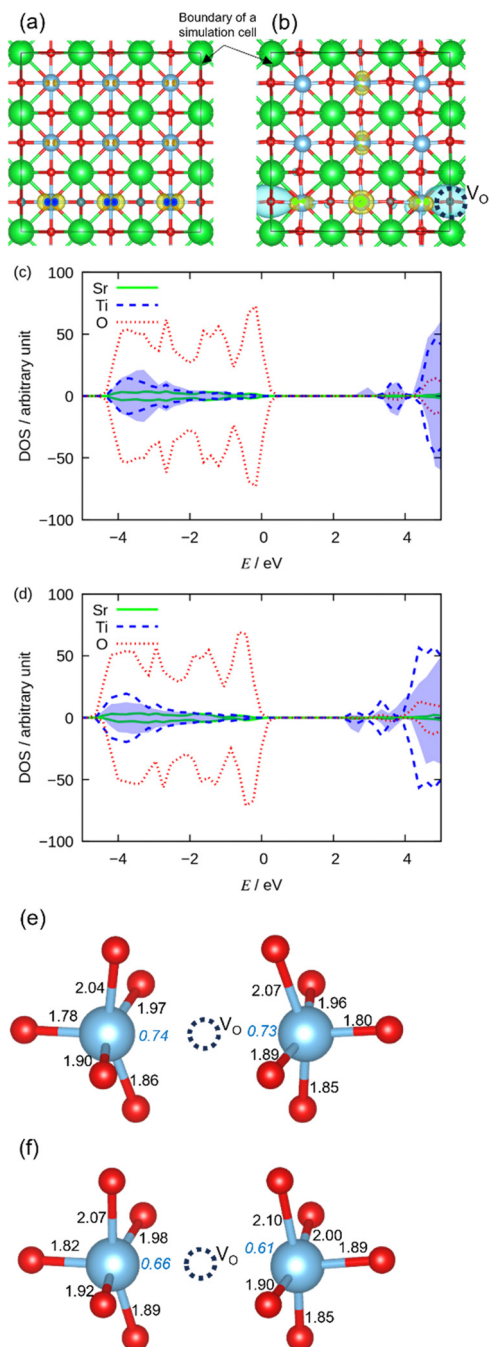 Boundary of a
simulation cell
(a)
(b)
V_O
(c)
Sr
Ti
O
100
50
0
−50
−100
DOS / arbitrary unit
−4 −2 0 2 4
E / eV
(d)
Sr
Ti
O
100
50
0
−50
−100
DOS / arbitrary unit
−4 −2 0 2 4
E / eV
(e)
2.04
1.97
1.78
0.74
1.90
1.86
V_O
2.07
1.96
1.80
0.73
1.89
1.85
(f)
2.07
1.98
1.82
0.66
1.92
1.89
V_O
2.10
2.00
1.89
0.61
1.90
1.85